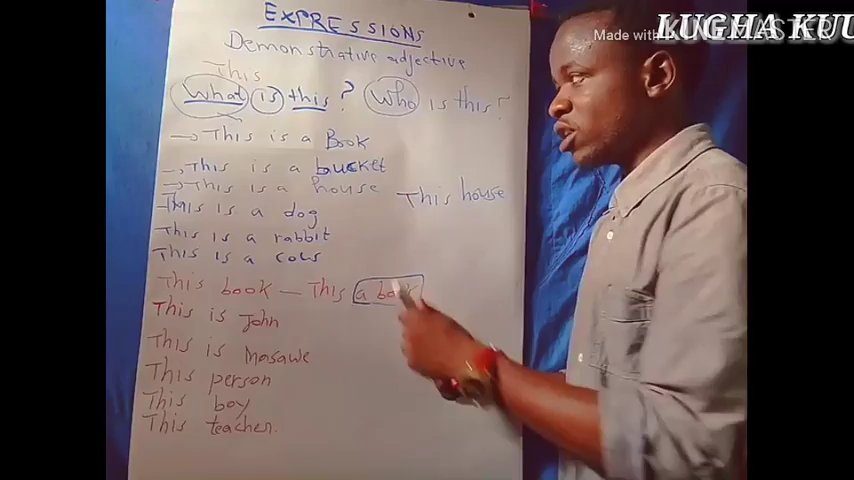 EXPRESSIONS
Demonstrative adjective
This
What is this? Who is this?
→ This is a Book
→ This is a bucket
→ This is a house This house
This is a dog
This is a rabbit
This is a cow
This book — This a book
This is John
This is Masawe
This person
This boy
This teacher.
Made with KINEMASTER
LUGHA KUU